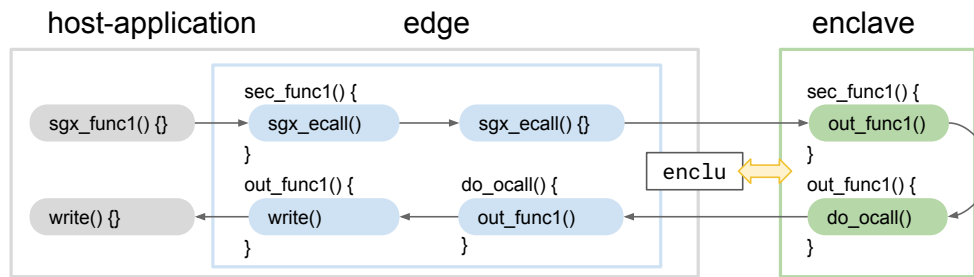 host-application edge enclave
sec_func1() { sec_func1() {
sgx_func1() {} sgx_ecall() sgx_ecall() {} out_func1()
} }
enclu
out_func1() { do_ocall() { out_func1() {
write() {} write() out_func1() do_ocall()
} } }